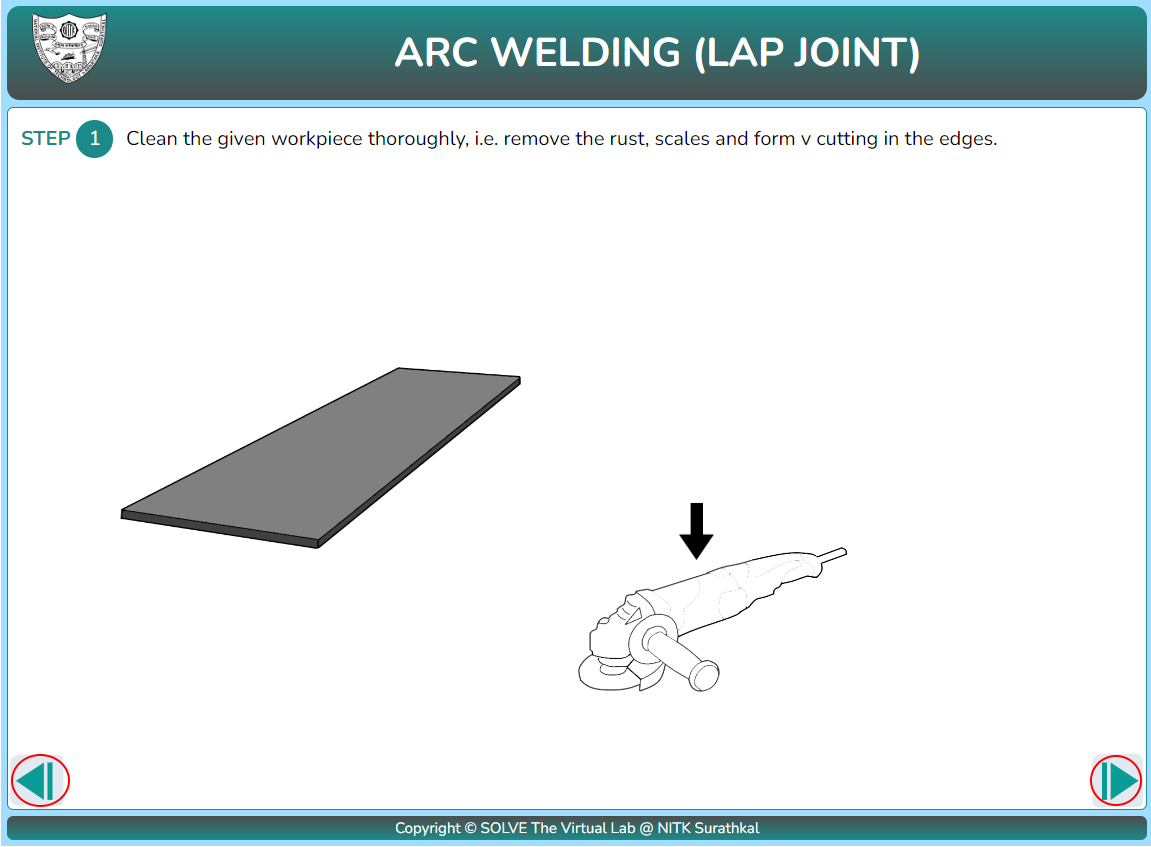 ARC WELDING (LAP JOINT)
STEP 1 Clean the given workpiece thoroughly, i.e. remove the rust, scales and form v cutting in the edges.
Copyright © SOLVE The Virtual Lab @ NITK Surathkal